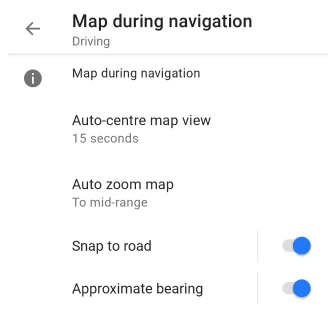 Map during navigation
Driving
Map during navigation
Auto-centre map view
15 seconds
Auto zoom map
To mid-range
Snap to road
Approximate bearing